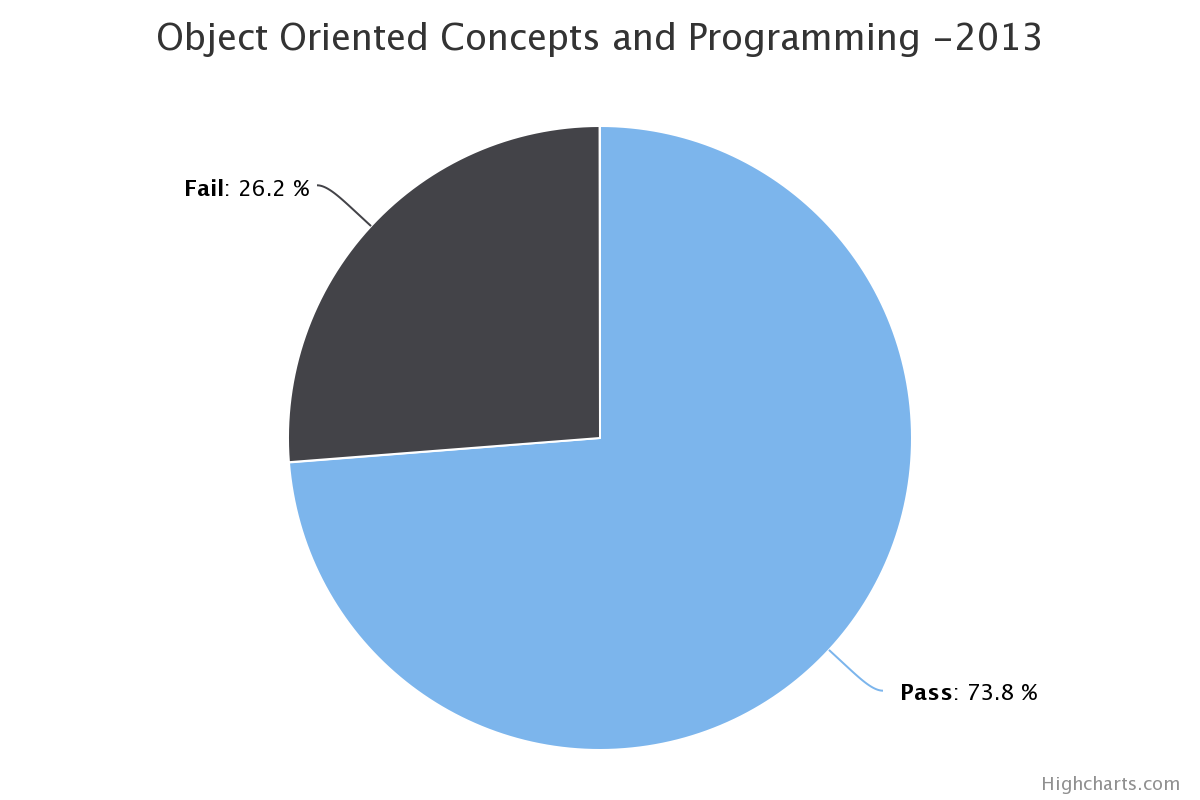 Object Oriented Concepts and Programming -2013
Fail: 26.2 %
Pass: 73.8 %
Highcharts.com